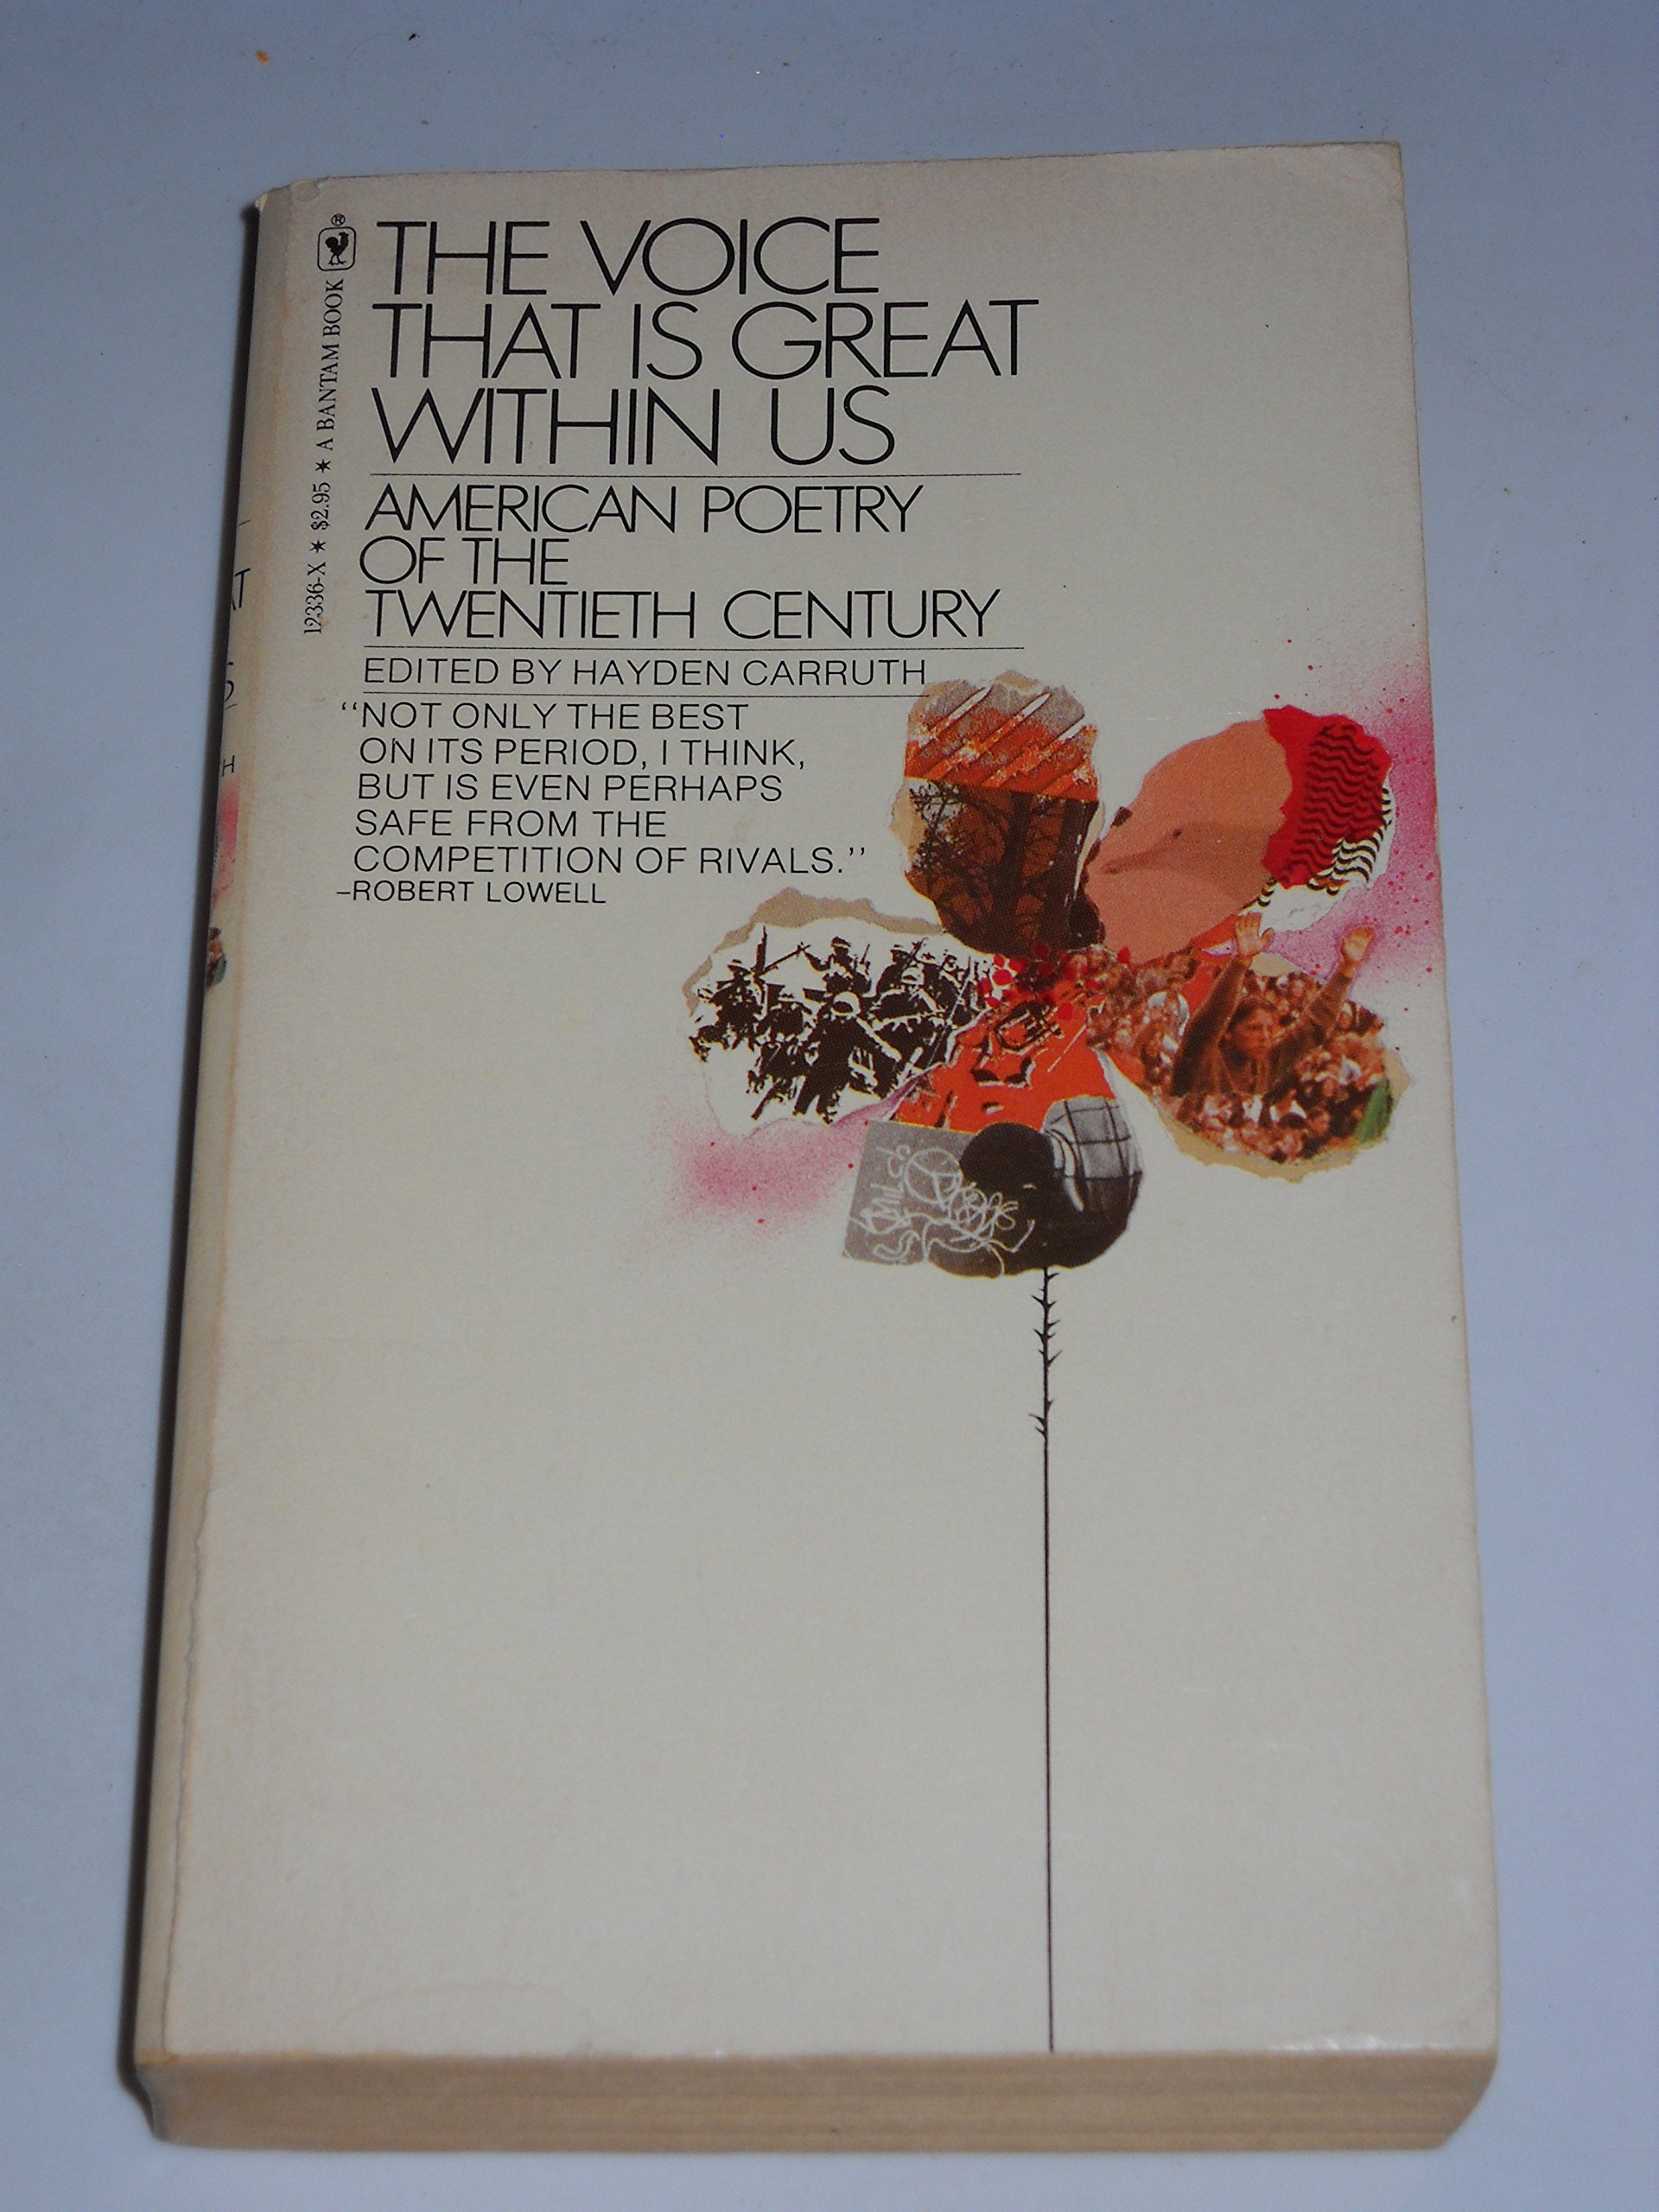 THE VOICE
THAT IS GREAT
WITHIN US
AMERICAN POETRY
OF THE
TWENTIETH CENTURY
EDITED BY HAYDEN CARRUTH
“NOT ONLY THE BEST
ON ITS PERIOD, I THINK,
BUT IS EVEN PERHAPS
SAFE FROM THE
COMPETITION OF RIVALS.”
–ROBERT LOWELL
12336-X ★ $2.95 ★ A BANTAM BOOK ®